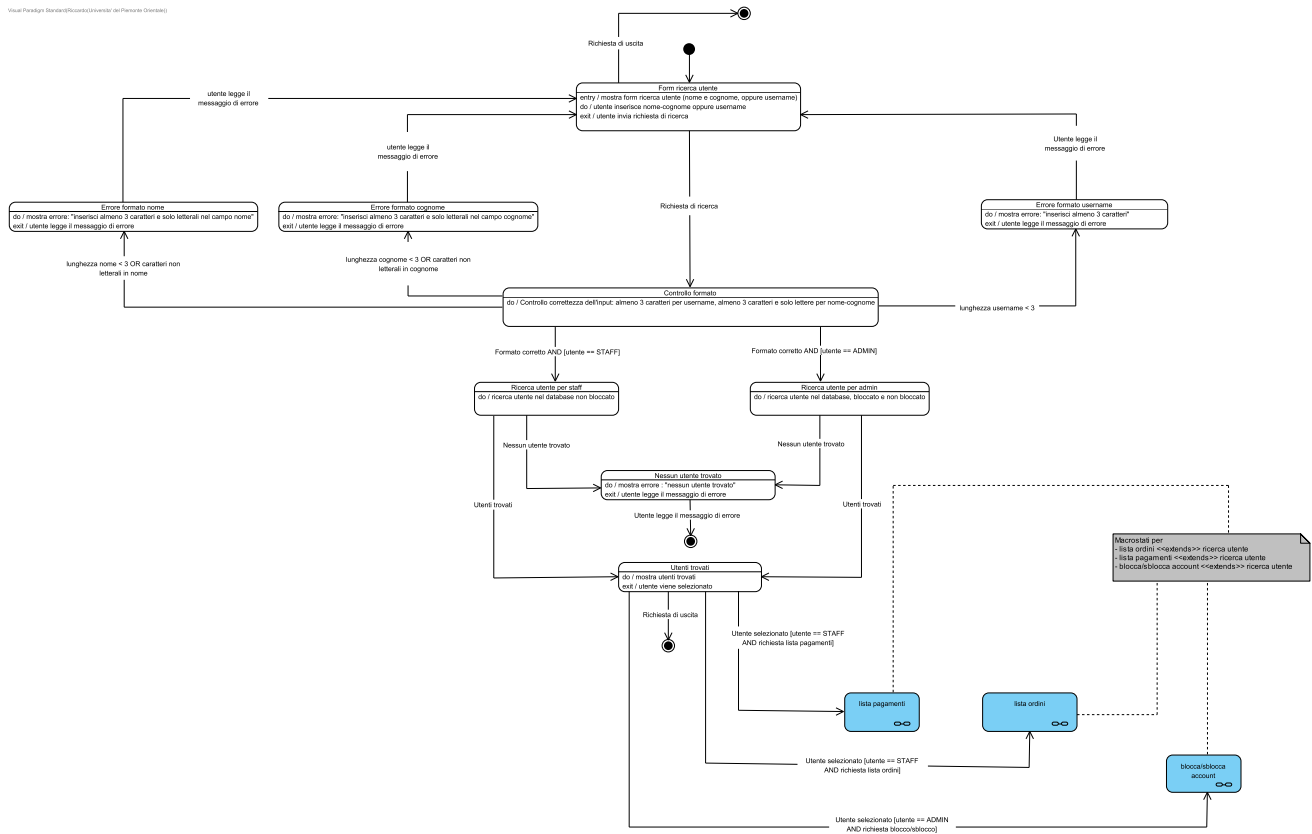 Visual Paradigm Standard(Riccardo(Universita' del Piemonte Orientale))
Richiesta di uscita
Form ricerca utente
entry / mostra form ricerca utente (nome e cognome, oppure username)
do / utente inserisce nome-cognome oppure username
exit / utente invia richiesta di ricerca
utente legge il
messaggio di errore
utente legge il
messaggio di errore
Utente legge il
messaggio di errore
Errore formato nome
do / mostra errore: "inserisci almeno 3 caratteri e solo letterali nel campo nome"
exit / utente legge il messaggio di errore
Errore formato cognome
do / mostra errore: "inserisci almeno 3 caratteri e solo letterali nel campo cognome"
exit / utente legge il messaggio di errore
Richiesta di ricerca
Errore formato username
do / mostra errore: "inserisci almeno 3 caratteri"
exit / utente legge il messaggio di errore
lunghezza nome < 3 OR caratteri non
letterali in nome
lunghezza cognome < 3 OR caratteri non
letterali in cognome
Controllo formato
do / Controllo correttezza dell'input: almeno 3 caratteri per username, almeno 3 caratteri e solo lettere per nome-cognome
lunghezza username < 3
Formato corretto AND [utente == STAFF]
Formato corretto AND [utente == ADMIN]
Ricerca utente per staff
do / ricerca utente nel database non bloccato
Ricerca utente per admin
do / ricerca utente nel database, bloccato e non bloccato
Nessun utente trovato
Nessun utente trovato
Nessun utente trovato
do / mostra errore : "nessun utente trovato"
exit / utente legge il messaggio di errore
Utenti trovati
Utenti trovati
Utente legge il messaggio di errore
Macrostati per
- lista ordini <<extends>> ricerca utente
- lista pagamenti <<extends>> ricerca utente
- blocca/sblocca account <<extends>> ricerca utente
Utenti trovati
do / mostra utenti trovati
exit / utente viene selezionato
Richiesta di uscita
Utente selezionato [utente == STAFF
AND richiesta lista pagamenti]
lista pagamenti
lista ordini
Utente selezionato [utente == STAFF
AND richiesta lista ordini]
blocca/sblocca
account
Utente selezionato [utente == ADMIN
AND richiesta blocco/sblocco]